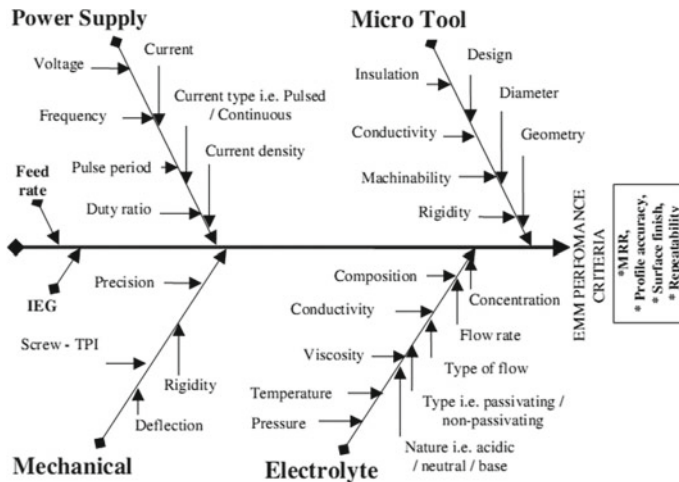 Power Supply
Voltage
Current
Frequency
Current type i.e. Pulsed
/ Continuous
Pulse period
Current density
Duty ratio
Micro Tool
Insulation
Design
Diameter
Conductivity
Geometry
Machinability
Rigidity
Feed
rate
IEG
Precision
Screw - TPI
Rigidity
Deflection
Mechanical
Composition
Concentration
Conductivity
Flow rate
Viscosity
Type of flow
Temperature
Type i.e. passivating /
non-passivating
Pressure
Nature i.e. acidic
/ neutral / base
Electrolyte
EMM PERFOMANCE
CRITERIA
*MRR,
* Profile accuracy,
* Surface finish,
* Repeatability